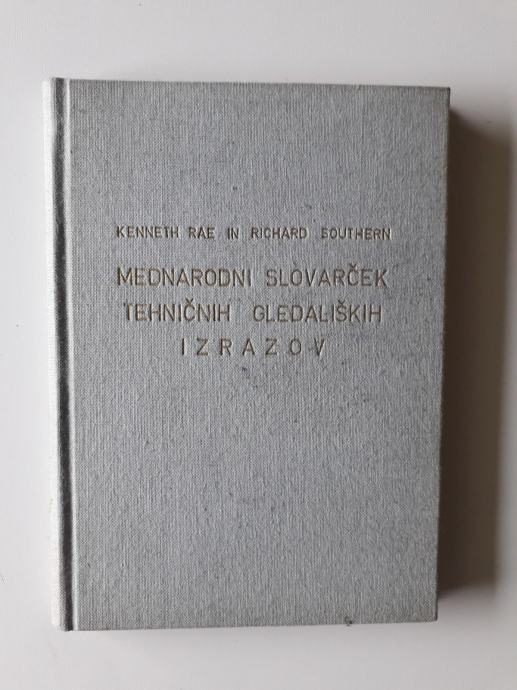 KENNETH RAE IN RICHARD SOUTHERN
MEDNARODNI SLOVARČEK
TEHNIČNIH GLEDALIŠKIH
IZRAZOV